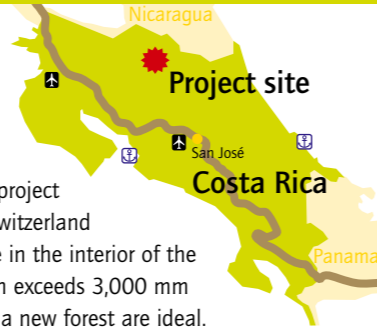 Nicaragua
Project site
San José
Costa Rica
Panama
project
witzerland
in the interior of the
exceeds 3,000 mm
a new forest are ideal.